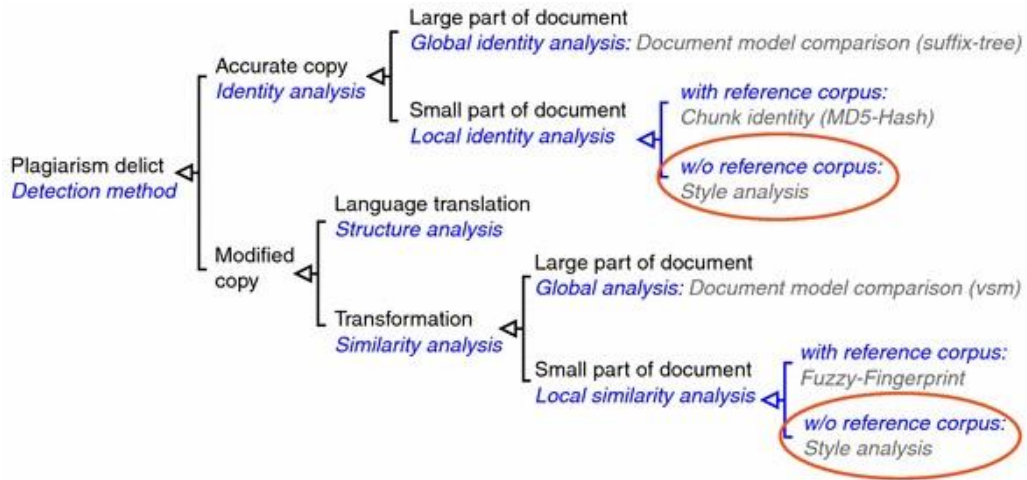 Large part of document
Global identity analysis: Document model comparison (suffix-tree)
Accurate copy
Identity analysis
Small part of document
Local identity analysis
with reference corpus:
Chunk identity (MD5-Hash)
w/o reference corpus:
Style analysis
Plagiarism delict
Detection method
Language translation
Structure analysis
Modified
copy
Large part of document
Global analysis: Document model comparison (vsm)
Transformation
Similarity analysis
Small part of document
Local similarity analysis
with reference corpus:
Fuzzy-Fingerprint
w/o reference corpus:
Style analysis